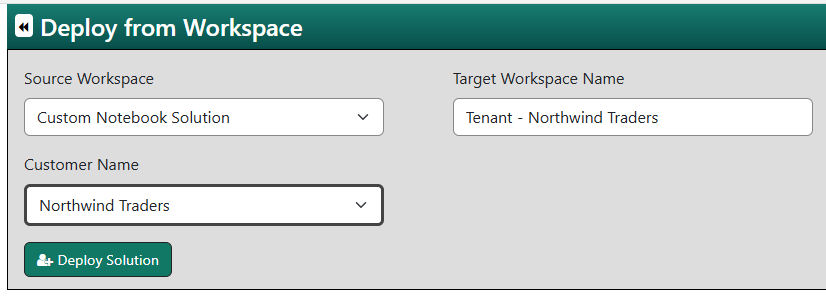 Deploy from Workspace
Source Workspace
Target Workspace Name
Custom Notebook Solution
Tenant - Northwind Traders
Customer Name
Northwind Traders
Deploy Solution